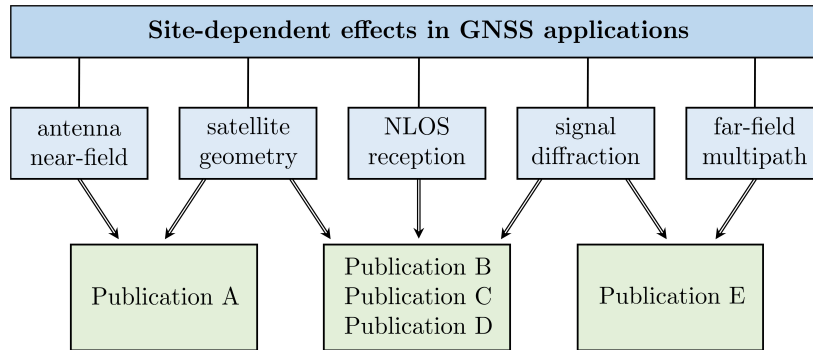 Site-dependent effects in GNSS applications
antenna
near-field
satellite
geometry
NLOS
reception
signal
diffraction
far-field
multipath
Publication A
Publication B
Publication C
Publication D
Publication E